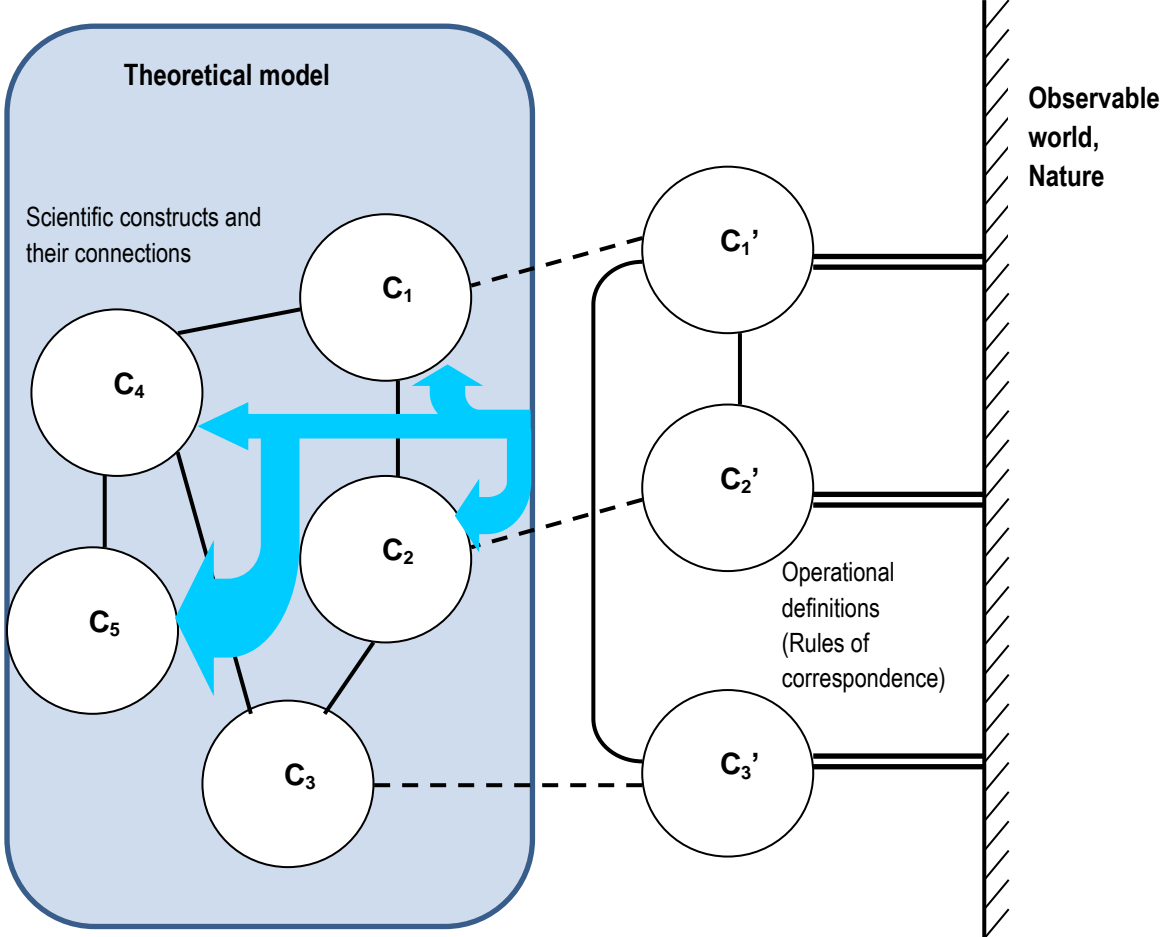 Theoretical model
Observable
world,
Nature
Scientific constructs and
their connections
C₁
C₁’
C₄
C₂
C₂’
C₅
Operational
definitions
(Rules of
correspondence)
C₃
C₃’